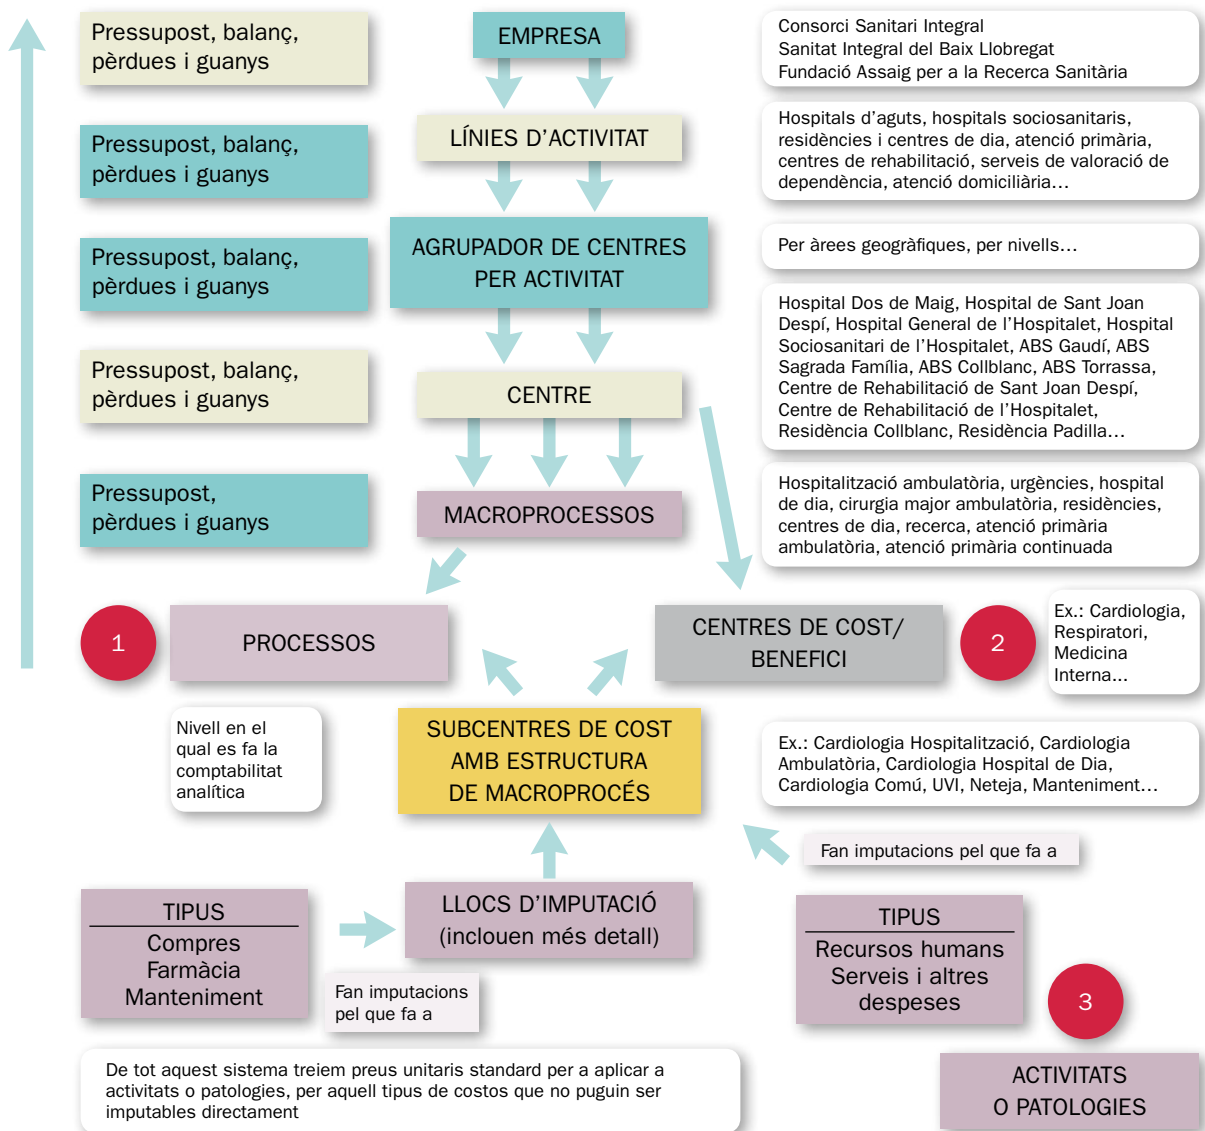 Pressupost, balanç,
pèrdues i guanys
EMPRESA
Consorci Sanitari Integral
Sanitat Integral del Baix Llobregat
Fundació Assaig per a la Recerca Sanitària
Pressupost, balanç,
pèrdues i guanys
LÍNIES D'ACTIVITAT
Hospitals d'aguts, hospitals sociosanitaris,
residències i centres de dia, atenció primària,
centres de rehabilitació, serveis de valoració de
dependència, atenció domiciliària…
Pressupost, balanç,
pèrdues i guanys
AGRUPADOR DE CENTRES
PER ACTIVITAT
Per àrees geogràfiques, per nivells…
Pressupost, balanç,
pèrdues i guanys
CENTRE
Hospital Dos de Maig, Hospital de Sant Joan
Despí, Hospital General de l'Hospitalet, Hospital
Sociosanitari de l'Hospitalet, ABS Gaudí, ABS
Sagrada Família, ABS Collblanc, ABS Torrassa,
Centre de Rehabilitació de Sant Joan Despí,
Centre de Rehabilitació de l'Hospitalet,
Residència Collblanc, Residència Padilla…
Pressupost,
pèrdues i guanys
MACROPROCESSOS
Hospitalització ambulatòria, urgències, hospital
de dia, cirurgia major ambulatòria, residències,
centres de dia, recerca, atenció primària
ambulatòria, atenció primària continuada
1
PROCESSOS
CENTRES DE COST/
BENEFICI
2
Ex.: Cardiologia,
Respiratori,
Medicina
Interna...
Nivell en el
qual es fa la
comptabilitat
analítica
SUBCENTRES DE COST
AMB ESTRUCTURA
DE MACROPROCÉS
Ex.: Cardiologia Hospitalització, Cardiologia
Ambulatòria, Cardiologia Hospital de Dia,
Cardiologia Comú, UVI, Neteja, Manteniment…
Fan imputacions pel que fa a
TIPUS
Compres
Farmàcia
Manteniment
Fan imputacions
pel que fa a
LLOCS D'IMPUTACIÓ
(inclouen més detall)
TIPUS
Recursos humans
Serveis i altres
despeses
3
De tot aquest sistema treiem preus unitaris standard per a aplicar a
activitats o patologies, per aquell tipus de costos que no puguin ser
imputables directament
ACTIVITATS
O PATOLOGIES